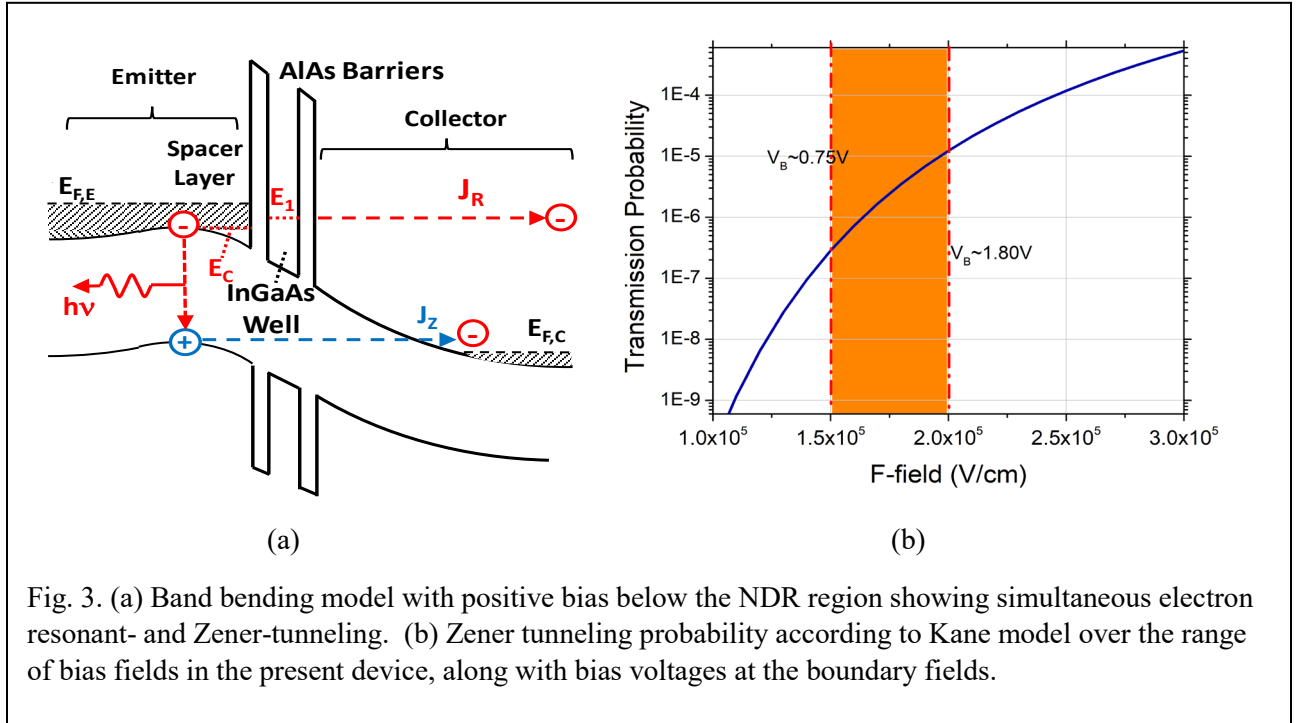 Emitter
AlAs Barriers
Collector
Spacer
Layer
E_{F,E}
E_1
J_R
-
-
E_C
InGaAs
Well
hν
+
J_Z
-
E_{F,C}
(a)
Transmission Probability
1E-4
1E-5
1E-6
1E-7
1E-8
1E-9
V_B~0.75V
V_B~1.80V
1.0x10^5
1.5x10^5
2.0x10^5
2.5x10^5
3.0x10^5
F-field (V/cm)
(b)
Fig. 3. (a) Band bending model with positive bias below the NDR region showing simultaneous electron
resonant- and Zener-tunneling. (b) Zener tunneling probability according to Kane model over the range
of bias fields in the present device, along with bias voltages at the boundary fields.